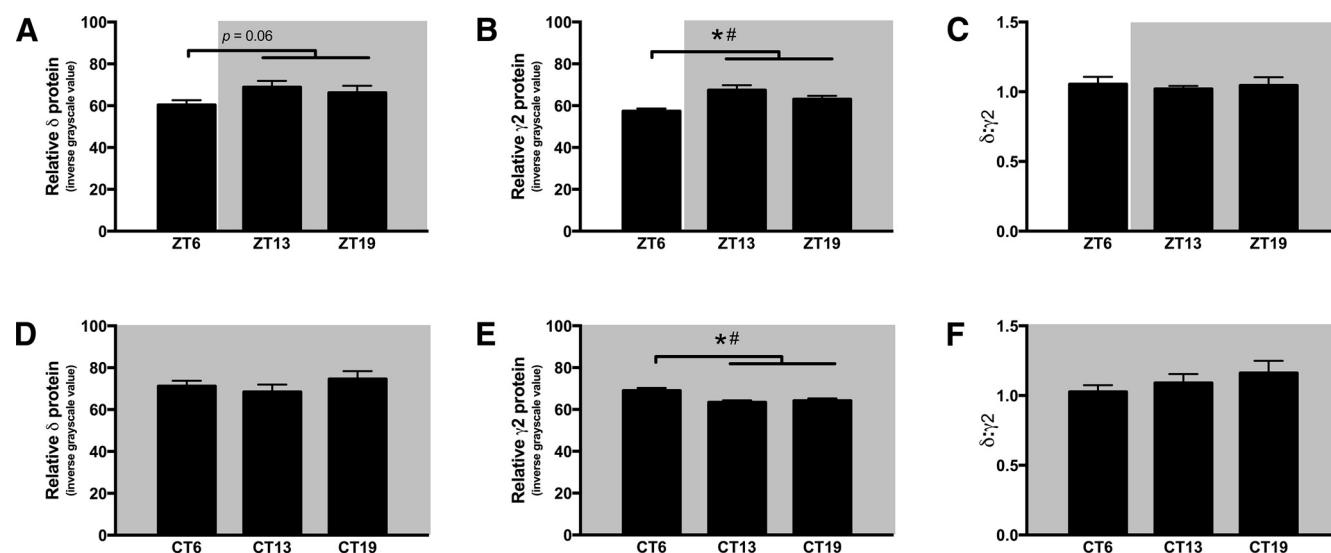 A
Relative δ protein
(inverse grayscale value)
100
80
60
40
20
0
p = 0.06
ZT6 ZT13 ZT19
B
Relative γ2 protein
(inverse grayscale value)
100
80
60
40
20
0
*#
ZT6 ZT13 ZT19
C
δ:γ2
1.5
1.0
0.5
0.0
ZT6 ZT13 ZT19
D
Relative δ protein
(inverse grayscale value)
100
80
60
40
20
0
CT6 CT13 CT19
E
Relative γ2 protein
(inverse grayscale value)
100
80
60
40
20
0
*#
CT6 CT13 CT19
F
δ:γ2
1.5
1.0
0.5
0.0
CT6 CT13 CT19